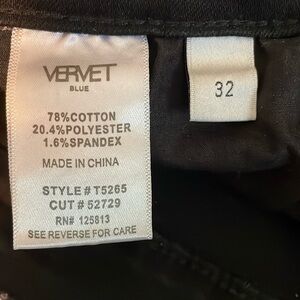 VERVET
BLUE
78%COTTON
20.4%POLYESTER
1.6%SPANDEX
MADE IN CHINA
STYLE # T5265
CUT # 52729
RN# 125813
SEE REVERSE FOR CARE
32